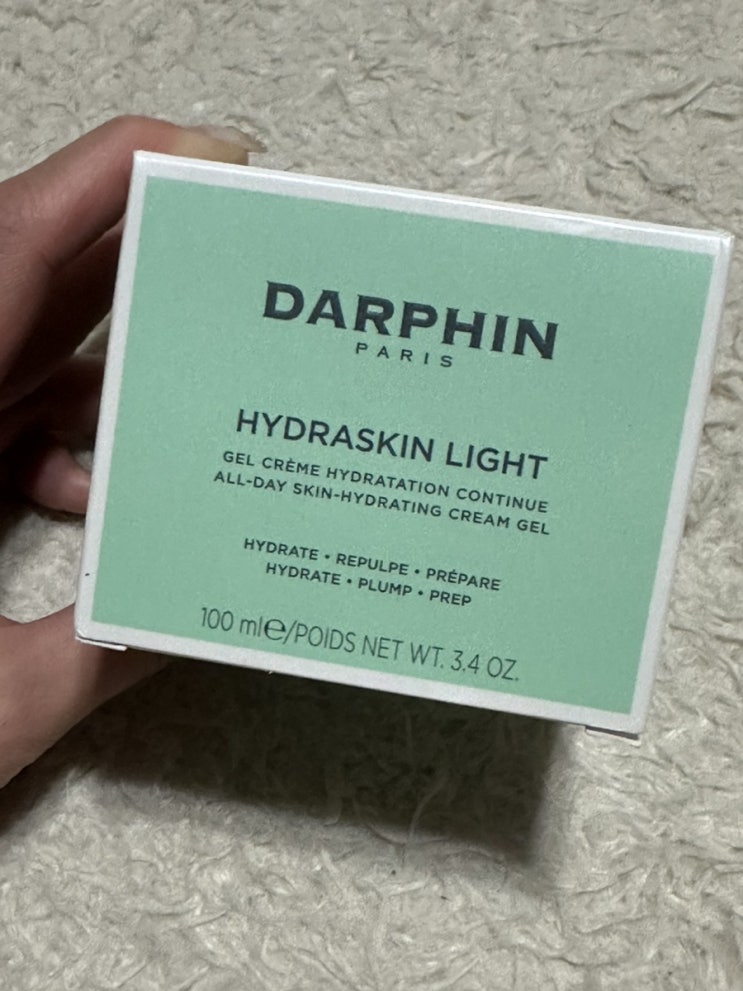 DARPHIN
PARIS
HYDRASKIN LIGHT
GEL CRÈME HYDRATATION CONTINUE
ALL-DAY SKIN-HYDRATING CREAM GEL
HYDRATE • REPULPE • PRÉPARE
HYDRATE • PLUMP • PREP
100 ml℮/POIDS NET WT. 3.4 OZ.